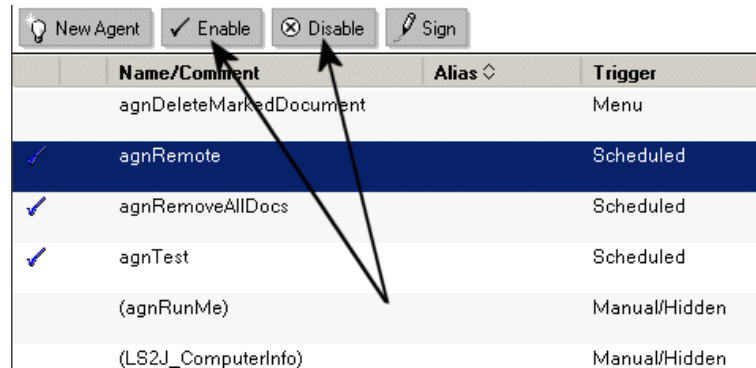 New Agent Enable Disable Sign
Name/Comment Alias Trigger
agnDeleteMarkedDocument Menu
agnRemote Scheduled
agnRemoveAllDocs Scheduled
agnTest Scheduled
(agnRunMe) Manual/Hidden
(LS2J_ComputerInfo) Manual/Hidden